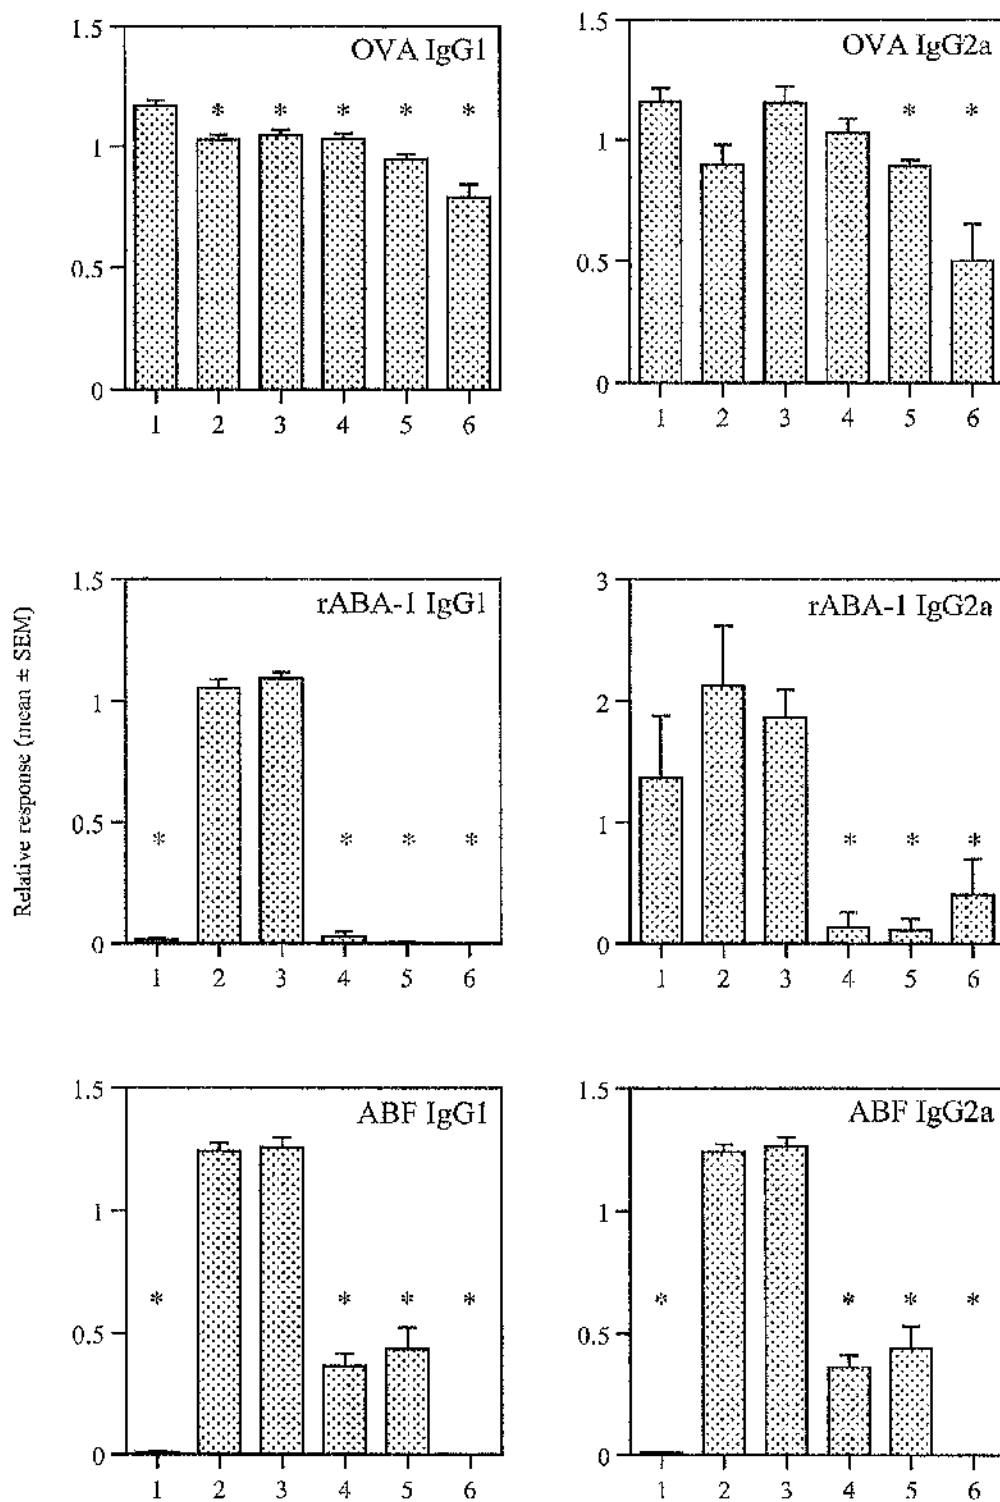 OVA IgG1
1.5
1
0.5
0
* * * * *
1 2 3 4 5 6
OVA IgG2a
1.5
1
0.5
0
* *
1 2 3 4 5 6
Relative response (mean ± SEM)
rABA-1 IgG1
1.5
1
0.5
0
* * * *
1 2 3 4 5 6
rABA-1 IgG2a
3
2
1
0
* * *
1 2 3 4 5 6
ABF IgG1
1.5
1
0.5
0
* * * *
1 2 3 4 5 6
ABF IgG2a
1.5
1
0.5
0
* * * *
1 2 3 4 5 6